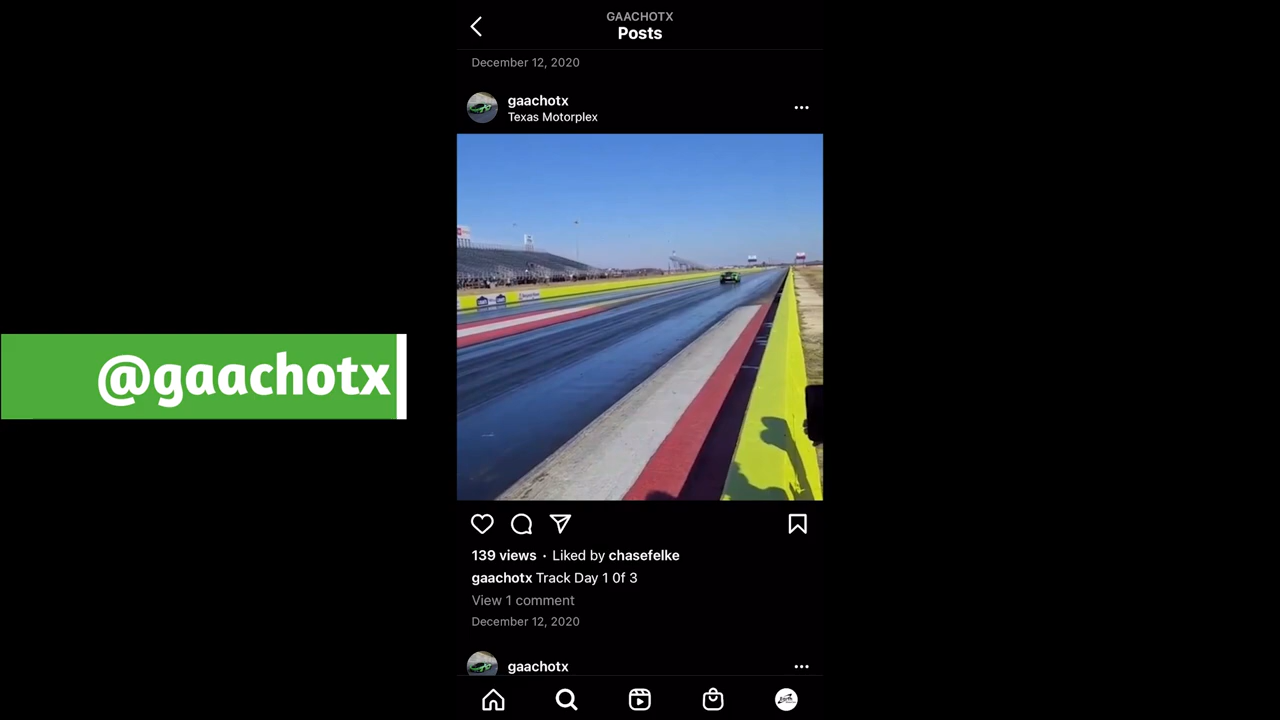 GAACHOTX
Posts
December 12, 2020
gaachotx
Texas Motorplex
@gaachotx
139 views · Liked by chasefelke
gaachotx Track Day 1 Of 3
View 1 comment
December 12, 2020
gaachotx